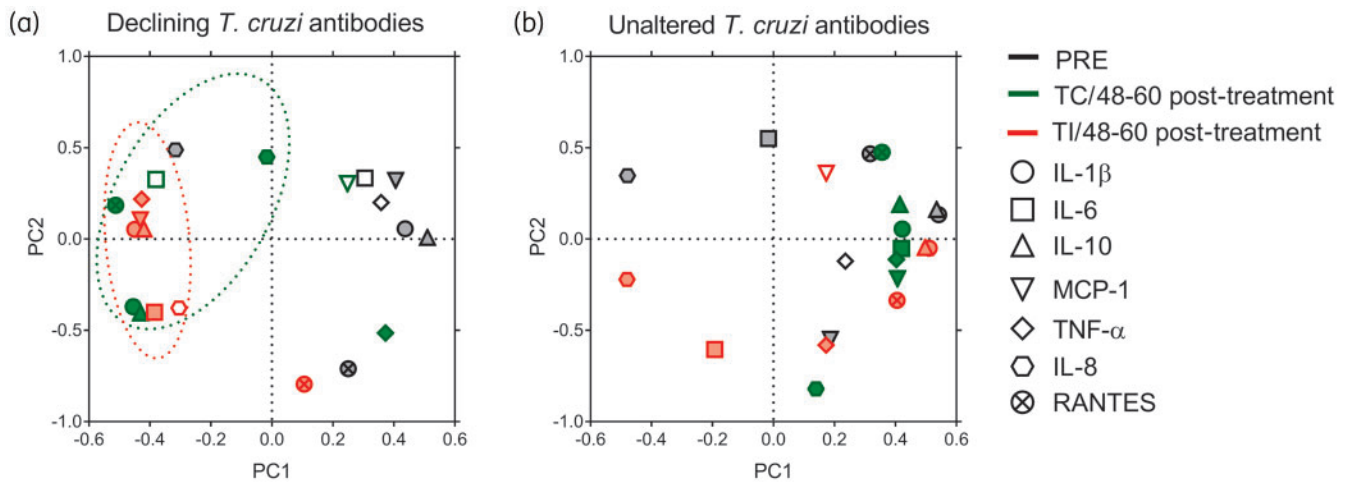 (a) Declining T. cruzi antibodies
1.0
0.5
0.0
-0.5
-1.0
PC2
-0.6 -0.4 -0.2 0.0 0.2 0.4 0.6
PC1
(b) Unaltered T. cruzi antibodies
1.0
0.5
0.0
-0.5
-1.0
PC2
-0.6 -0.4 -0.2 0.0 0.2 0.4 0.6
PC1
PRE
TC/48-60 post-treatment
TI/48-60 post-treatment
IL-1β
IL-6
IL-10
MCP-1
TNF-α
IL-8
RANTES